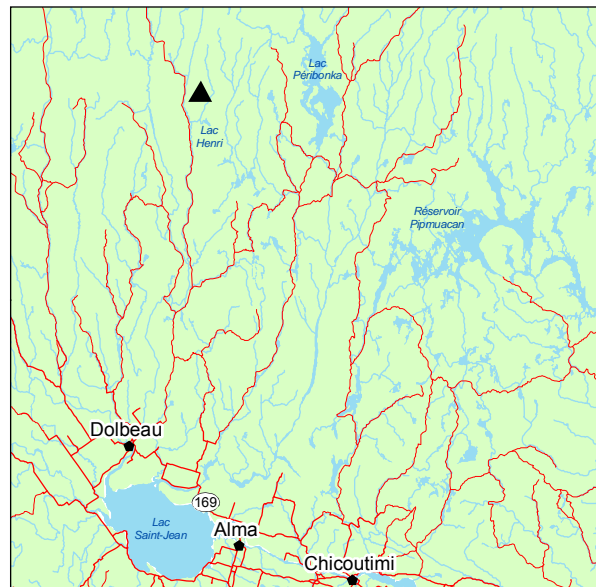 Lac
Péribonka
Lac
Henri
Réservoir
Pipmuacan
Dolbeau
169
Lac
Saint-Jean
Alma
Chicoutimi